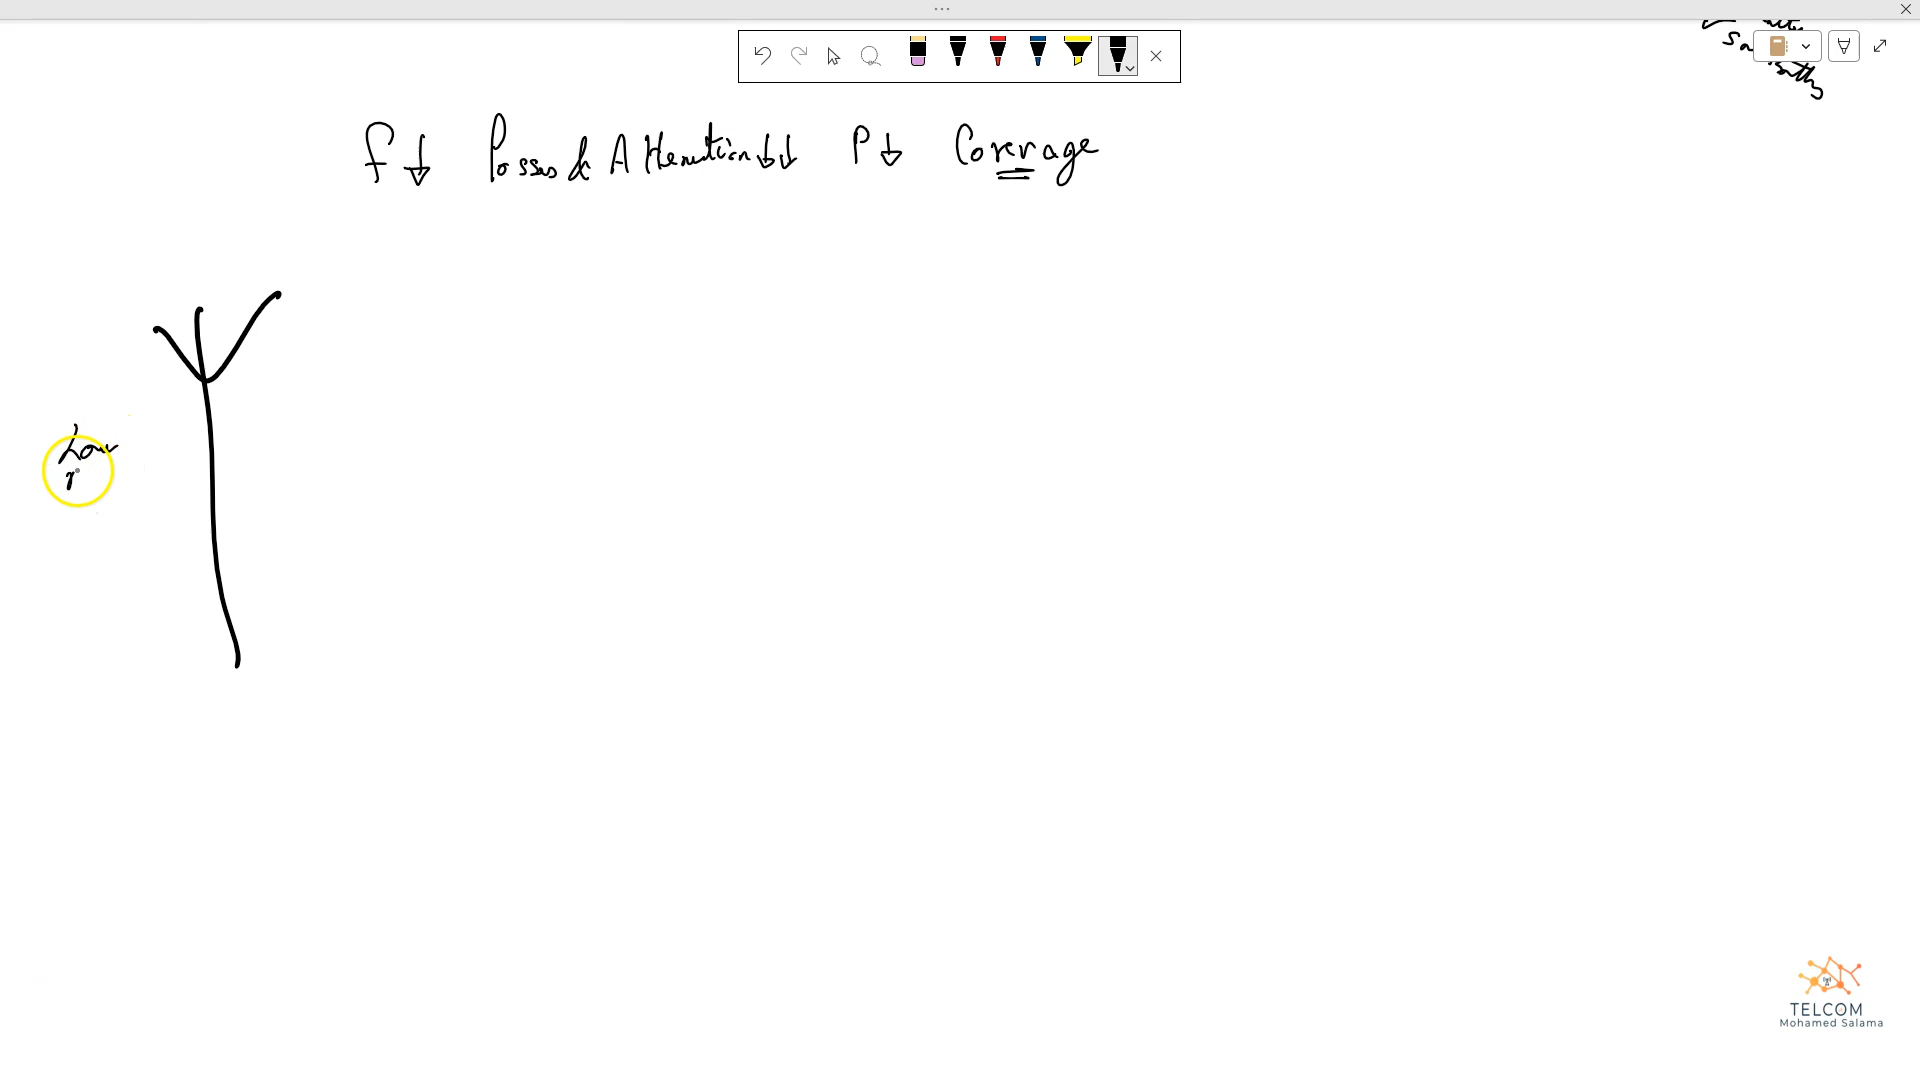 f↓ Losses & Attenuation↓↓ P↓ Coverage
Low
TELCOM
Mohamed Salama